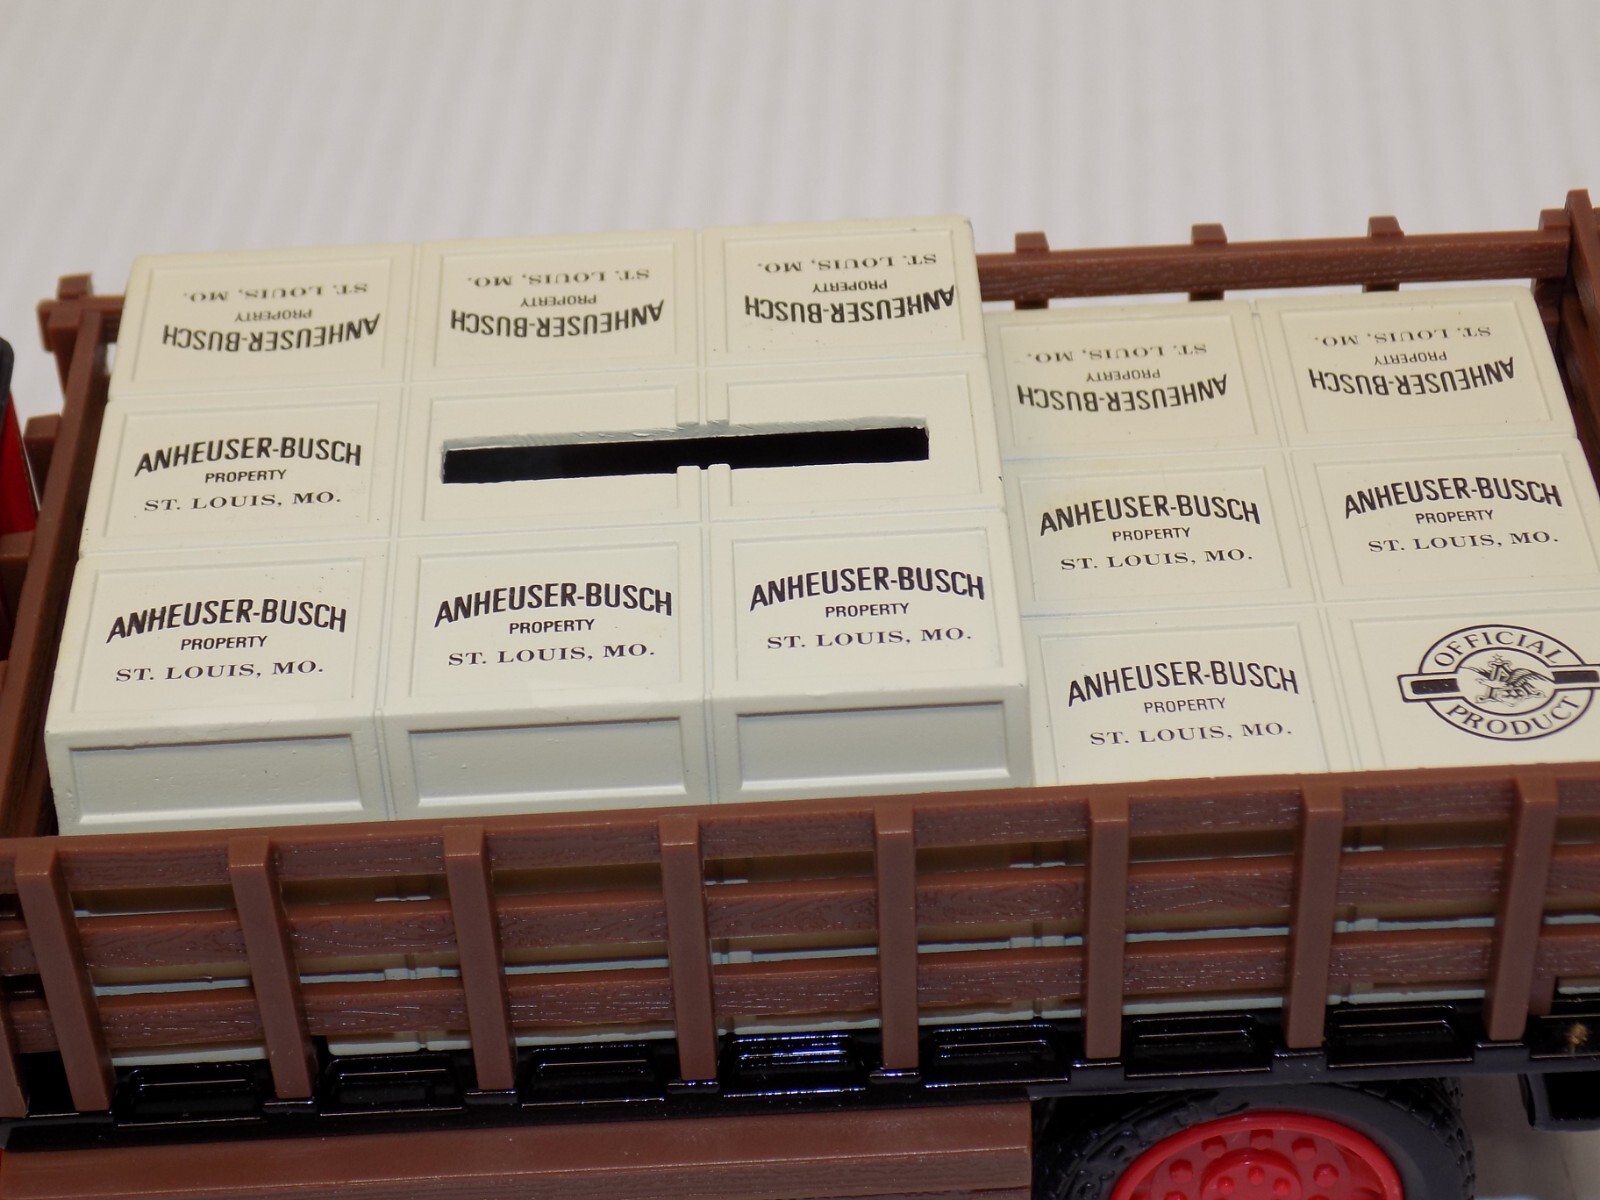 ST. LOUIS, MO.
PROPERTY
ANHEUSER-BUSCH
ST. LOUIS, MO.
PROPERTY
ANHEUSER-BUSCH
ST. LOUIS, MO.
PROPERTY
ANHEUSER-BUSCH
ST. LOUIS, MO.
PROPERTY
ANHEUSER-BUSCH
ST. LOUIS, MO.
PROPERTY
ANHEUSER-BUSCH
ANHEUSER-BUSCH
PROPERTY
ST. LOUIS, MO.
ANHEUSER-BUSCH
PROPERTY
ST. LOUIS, MO.
ANHEUSER-BUSCH
PROPERTY
ST. LOUIS, MO.
ANHEUSER-BUSCH
PROPERTY
ST. LOUIS, MO.
ANHEUSER-BUSCH
PROPERTY
ST. LOUIS, MO.
ANHEUSER-BUSCH
PROPERTY
ST. LOUIS, MO.
ANHEUSER-BUSCH
PROPERTY
ST. LOUIS, MO.
OFFICIAL
PRODUCT